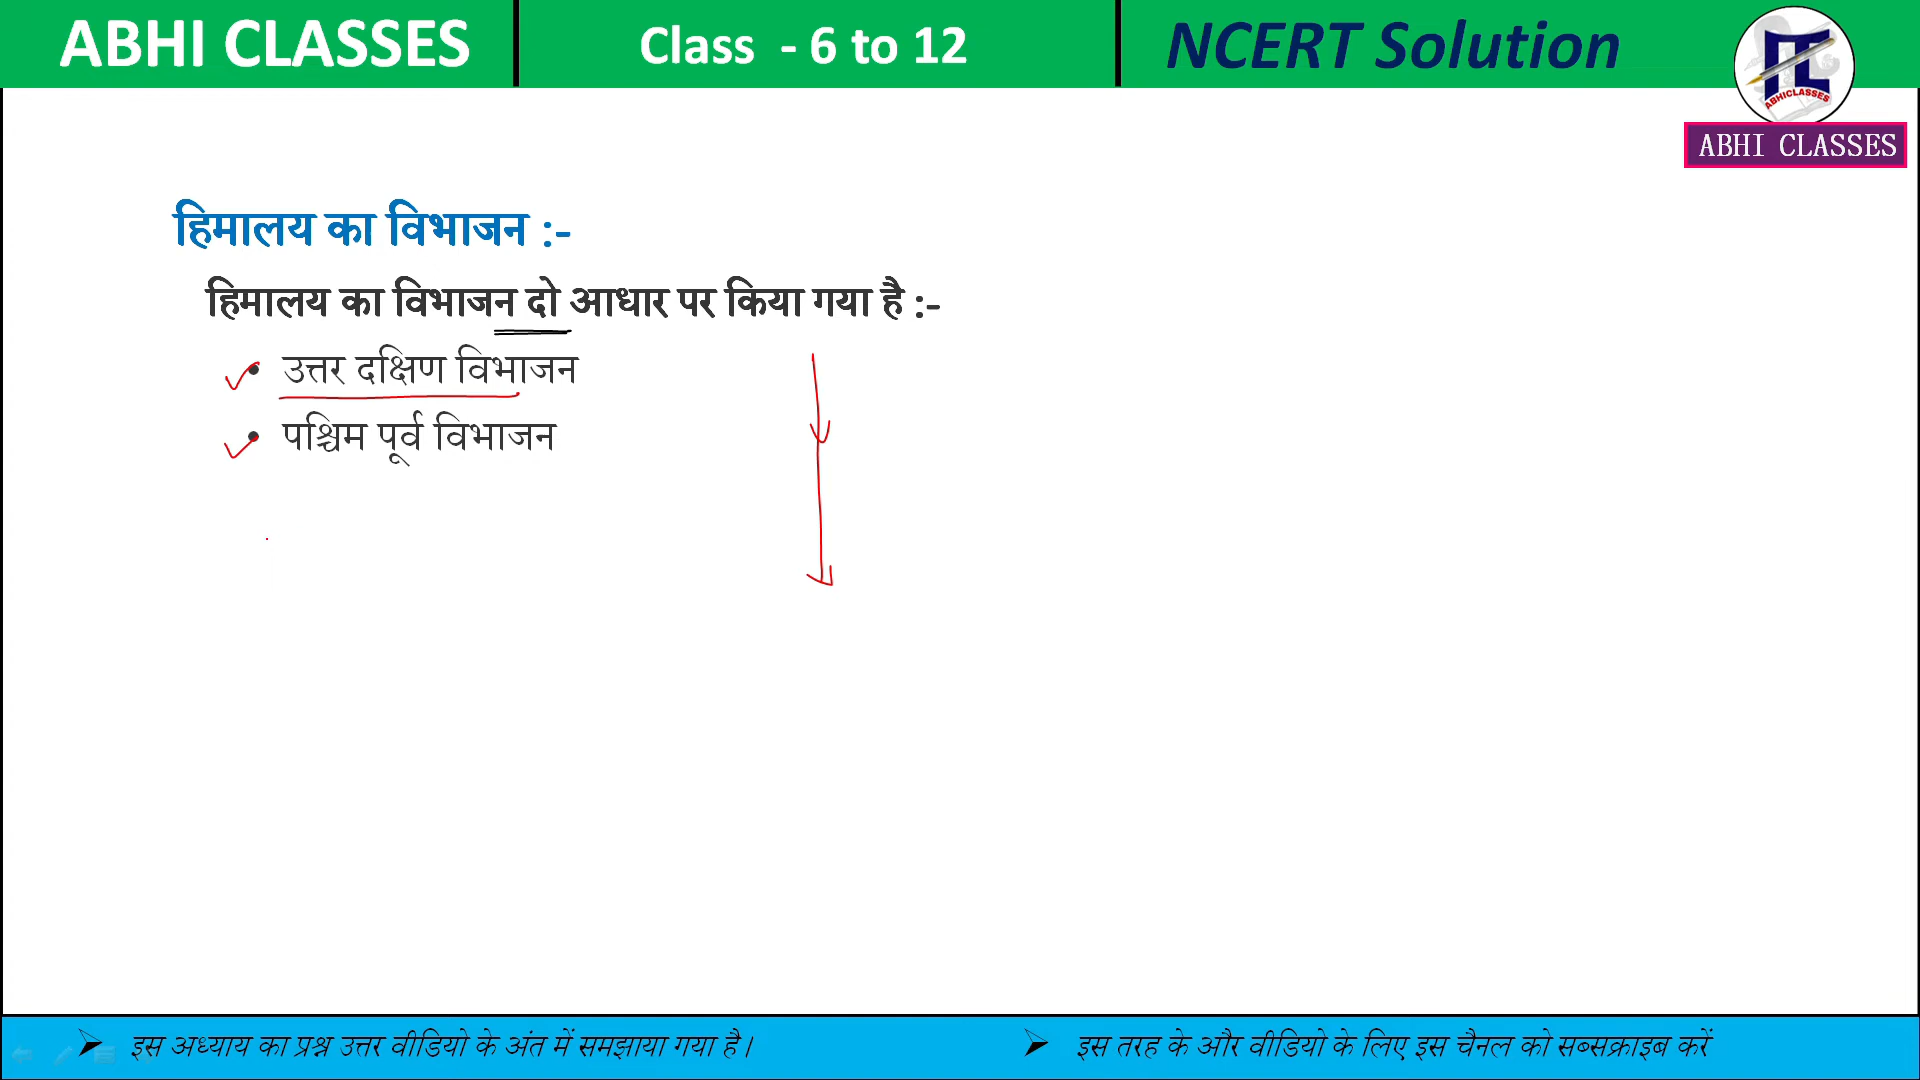 ABHI CLASSES
Class - 6 to 12
NCERT Solution
ABHICLASSES
ABHI CLASSES
हिमालय का विभाजन :-
हिमालय का विभाजन दो आधार पर किया गया है :-
• उत्तर दक्षिण विभाजन
• पश्चिम पूर्व विभाजन
➢ इस अध्याय का प्रश्न उत्तर वीडियो के अंत में समझाया गया है।
➢ इस तरह के और वीडियो के लिए इस चैनल को सब्सक्राइब करें